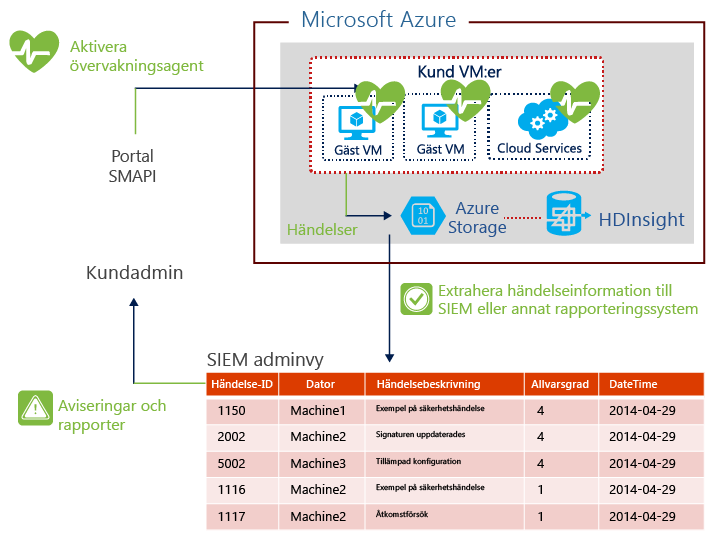 Microsoft Azure
Aktivera
övervakningsagent
Kund VM:er
Gäst VM
Gäst VM
Cloud Services
Portal
SMAPI
Händelser
10
01
Azure
Storage
HDInsight
Kundadmin
Extrahera händelseinformation till
SIEM eller annat rapporteringssystem
SIEM adminvy
Aviseringar och
rapporter
Händelse-ID Dator Händelsebeskrivning Allvarsgrad DateTime
1150 Machine1 Exempel på säkerhetshändelse 4 2014-04-29
2002 Machine2 Signaturen uppdaterades 4 2014-04-29
5002 Machine3 Tillämpad konfiguration 4 2014-04-29
1116 Machine2 Exempel på säkerhetshändelse 1 2014-04-29
1117 Machine2 Åtkomstförsök 1 2014-04-29